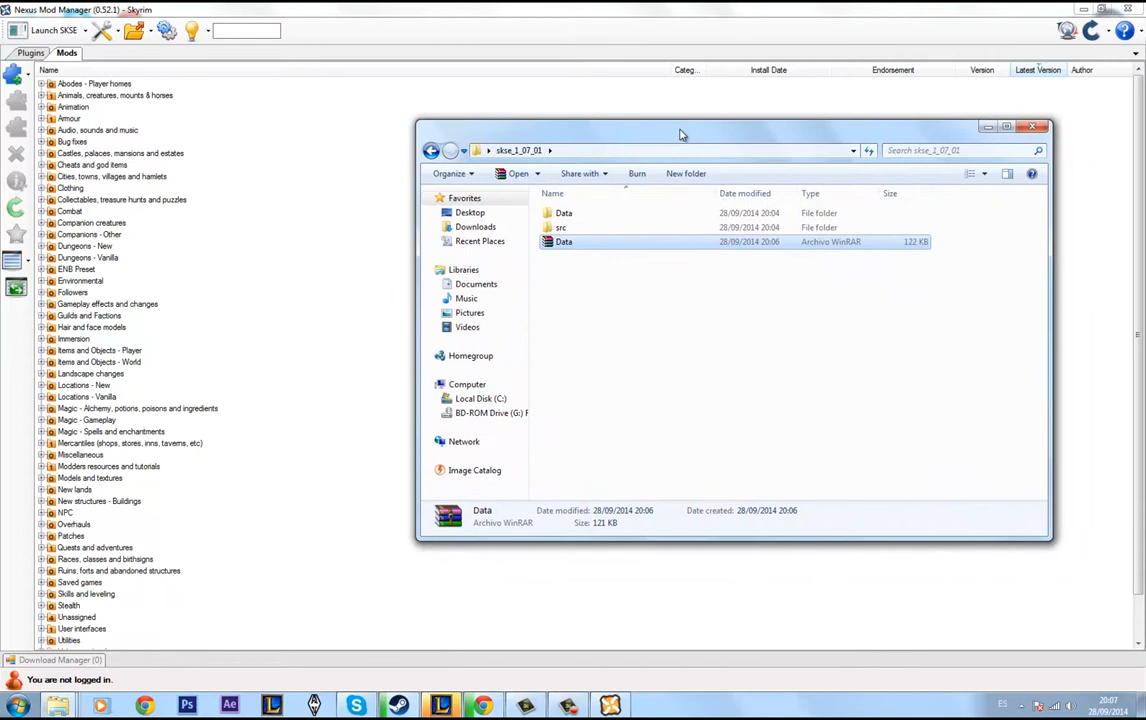 Nexus Mod Manager (0.52.1) - Skyrim
Launch SKSE
Plugins Mods
Name Categ... Install Date Endorsement Version Latest Version Author
Abodes - Player homes
Animals, creatures, mounts & horses
Animation
Armour
Audio, sounds and music
Bug fixes
Castles, palaces, mansions and estates
Cheats and god items
Cities, towns, villages and hamlets
Clothing
Collectables, treasure hunts and puzzles
Combat
Companion creatures
Companions - Other
Dungeons - New
Dungeons - Vanilla
ENB Preset
Environmental
Followers
Gameplay effects and changes
Guilds and Factions
Hair and face models
Immersion
Items and Objects - Player
Items and Objects - World
Landscape changes
Locations - New
Locations - Vanilla
Magic - Alchemy, potions, poisons and ingredients
Magic - Gameplay
Magic - Spells and enchantments
Mercantiles (shops, stores, inns, taverns, etc)
Miscellaneous
Modders resources and tutorials
Models and textures
New lands
New structures - Buildings
NPC
Overhauls
Patches
Quests and adventures
Races, classes and birthsigns
Ruins, forts and abandoned structures
Saved games
Skills and leveling
Stealth
Unassigned
User interfaces
Utilities
skse_1_07_01
Search skse_1_07_01
Organize Open Share with Burn New folder
Favorites
Desktop
Downloads
Recent Places
Libraries
Documents
Music
Pictures
Videos
Homegroup
Computer
Local Disk (C:)
BD-ROM Drive (G:) F
Network
Image Catalog
Name Date modified Type Size
Data 28/09/2014 20:04 File folder
src 28/09/2014 20:04 File folder
Data 28/09/2014 20:06 Archivo WinRAR 122 KB
Data Date modified: 28/09/2014 20:06 Date created: 28/09/2014 20:06
Archivo WinRAR Size: 121 KB
Download Manager (0)
You are not logged in.
Ps Ae L L
ES
20:07
28/09/2014